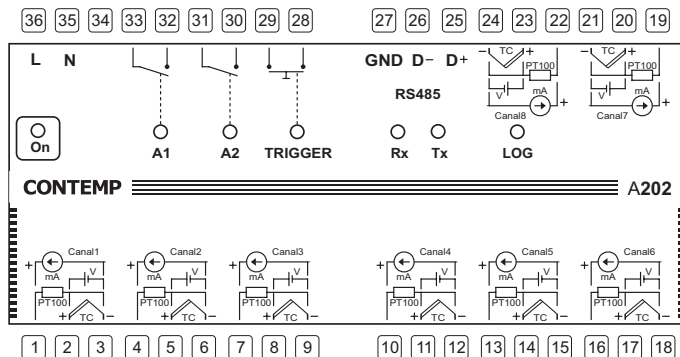 36 35 34 33 32 31 30 29 28 27 26 25 24 23 22 21 20 19
L N GND D- D+ - TC + - TC +
PT100 PT100
RS485 V V
mA + mA +
Canal8 Canal7
On A1 A2 TRIGGER Rx Tx LOG
CONTEMP A202
Canal1 Canal2 Canal3 Canal4 Canal5 Canal6
+ + + + + +
mA mA mA mA mA mA
V V V V V V
PT100 PT100 PT100 PT100 PT100 PT100
+ TC - + TC - + TC - + TC - + TC - + TC -
1 2 3 4 5 6 7 8 9 10 11 12 13 14 15 16 17 18